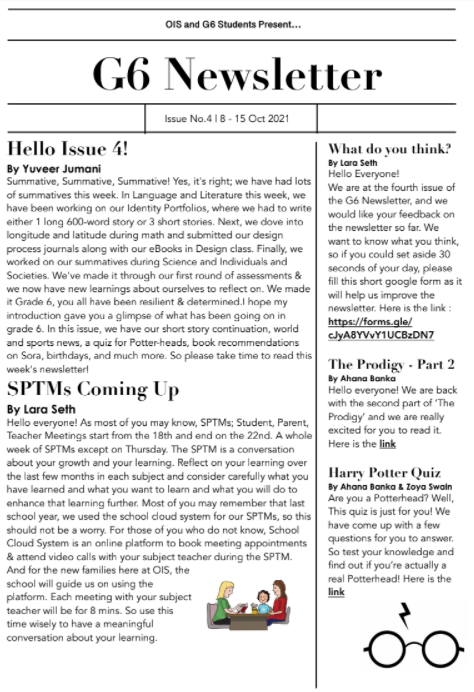 OIS and G6 Students Present...
G6 Newsletter
Issue No.4 | 8 - 15 Oct 2021
Hello Issue 4!
By Yuveer Jumani
Summative, Summative, Summative! Yes, it's right; we have had lots
of summatives this week. In Language and Literature this week, we
have been working on our Identity Portfolios, where we had to write
either 1 long 600-word story or 3 short stories. Next, we dove into
longitude and latitude during math and submitted our design
process journals along with our eBooks in Design class. Finally, we
worked on our summatives during Science and Individuals and
Societies. We've made it through our first round of assessments &
we now have new learnings about ourselves to reflect on. We made
it Grade 6, you all have been resilient & determined.I hope my
introduction gave you a glimpse of what has been going on in
grade 6. In this issue, we have our short story continuation, world
and sports news, a quiz for Potter-heads, book recommendations
on Sora, birthdays, and much more. So please take time to read this
week's newsletter!
SPTMs Coming Up
By Lara Seth
Hello everyone! As most of you may know, SPTMs; Student, Parent,
Teacher Meetings start from the 18th and end on the 22nd. A whole
week of SPTMs except on Thursday. The SPTM is a conversation
about your growth and your learning. Reflect on your learning over
the last few months in each subject and consider carefully what you
have learned and what you want to learn and what you will do to
enhance that learning further. Most of you may remember that last
school year, we used the school cloud system for our SPTMs, so this
should not be a worry. For those of you who do not know, School
Cloud System is an online platform to book meeting appointments
& attend video calls with your subject teacher during the SPTM.
And for the new families here at OIS, the
school will guide us on using the
platform. Each meeting with your subject
teacher will be for 8 mins. So use this
time wisely to have a meaningful
conversation about your learning.
What do you think?
By Lara Seth
Hello Everyone!
We are at the fourth issue of
the G6 Newsletter, and we
would like your feedback on
the newsletter so far. We
want to know what you think,
so if you could set aside 30
seconds of your day, please
fill this short google form as it
will help us improve the
newsletter. Here is the link :
https://forms.gle/
cJyA8YVvY1UCBzDN7
The Prodigy - Part 2
By Ahana Banka
Hello everyone! We are back
with the second part of 'The
Prodigy' and we are really
excited for you to read it.
Here is the link
Harry Potter Quiz
By Ahana Banka & Zoya Swain
Are you a Potterhead? Well,
This quiz is just for you! We
have come up with a few
questions for you to answer.
So test your knowledge and
find out if you're actually a
real Potterhead! Here is the
link